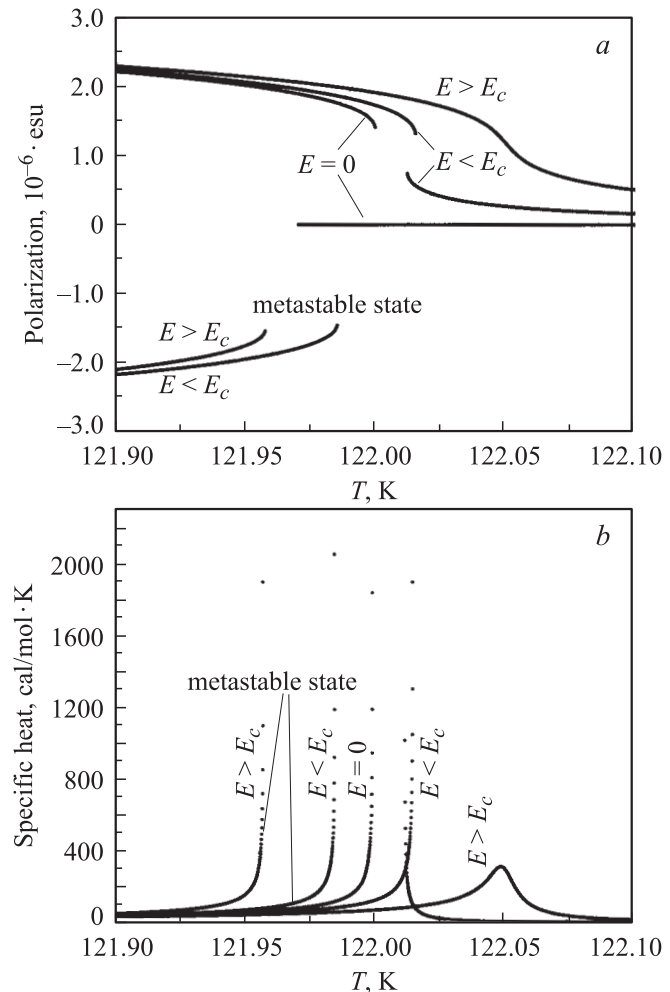 3.0
a
2.0
E > E_c
1.0
E = 0
E < E_c
0
Polarization, 10^{-6} · esu
metastable state
–1.0
E > E_c
–2.0
E < E_c
–3.0
121.90 121.95 122.00 122.05 122.10
T, K
b
2000
1600
metastable state
1200
E > E_c
E < E_c
E = 0
E < E_c
800
E > E_c
400
0
Specific heat, cal/mol · K
121.90 121.95 122.00 122.05 122.10
T, K